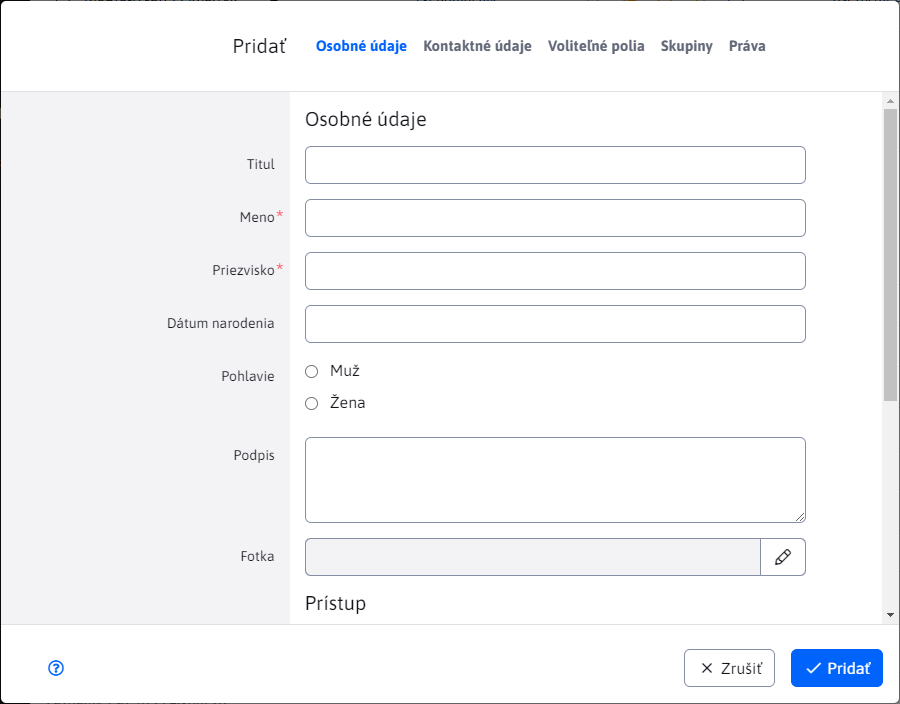 Pridať Osobné údaje Kontaktné údaje Voliteľné polia Skupiny Práva
Osobné údaje
Titul
Meno*
Priezvisko*
Dátum narodenia
Pohlavie
Muž
Žena
Podpis
Fotka
Prístup
Zrušiť Pridať